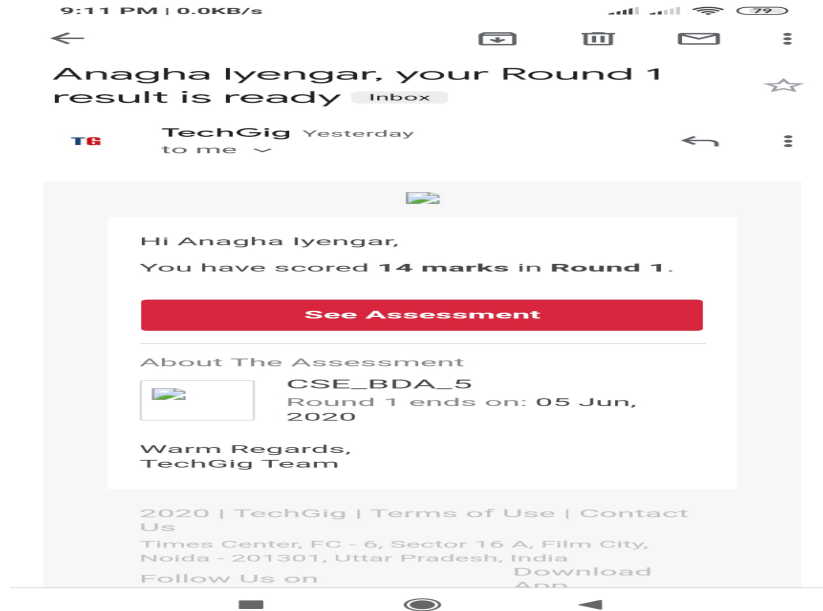 9:11 PM | 0.0KB/s
79
Anagha Iyengar, your Round 1
result is ready Inbox
TG
TechGig Yesterday
to me
Hi Anagha Iyengar,
You have scored 14 marks in Round 1.
See Assessment
About The Assessment
CSE_BDA_5
Round 1 ends on: 05 Jun,
2020
Warm Regards,
TechGig Team
2020 | TechGig | Terms of Use | Contact
Us
Times Center, FC - 6, Sector 16 A, Film City,
Noida - 201301, Uttar Pradesh, India
Follow Us on
Download
App